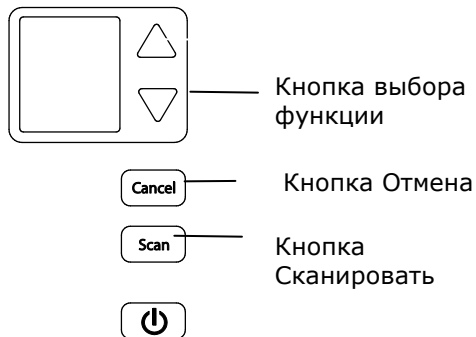 Кнопка выбора
функции
Cancel
Кнопка Отмена
Scan
Кнопка
Сканировать